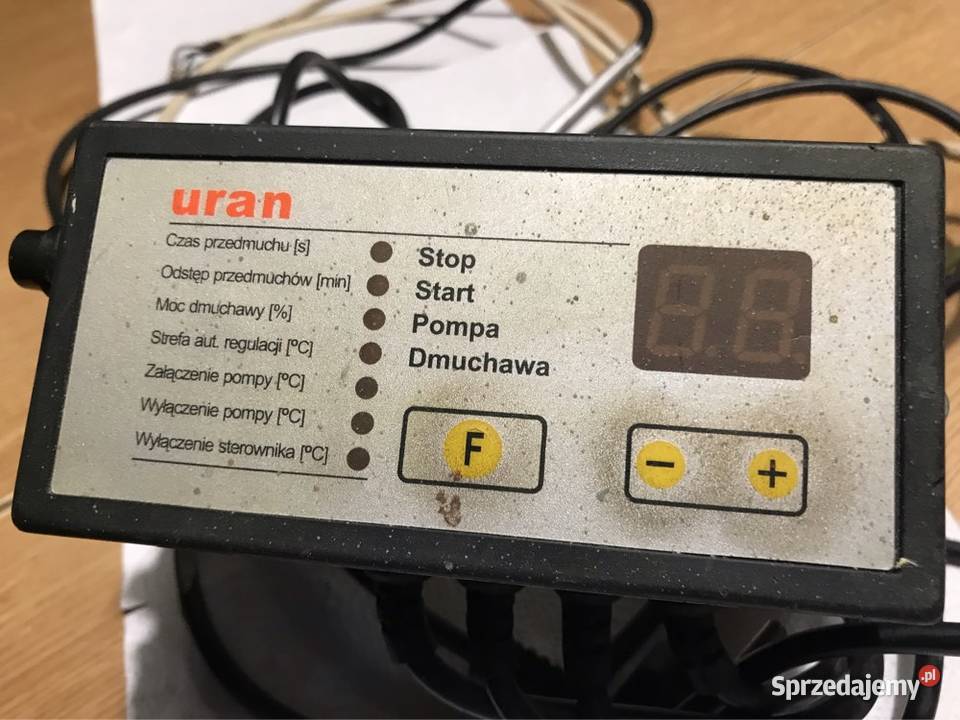 uran
Czas przedmuchu [s]
Odstęp przedmuchów [min]
Moc dmuchawy [%]
Strefa aut. regulacji [ºC]
Załączenie pompy [ºC]
Wyłączenie pompy [ºC]
Wyłączenie sterownika [ºC]
Stop
Start
Pompa
Dmuchawa
F
− +
Sprzedajemy.pl